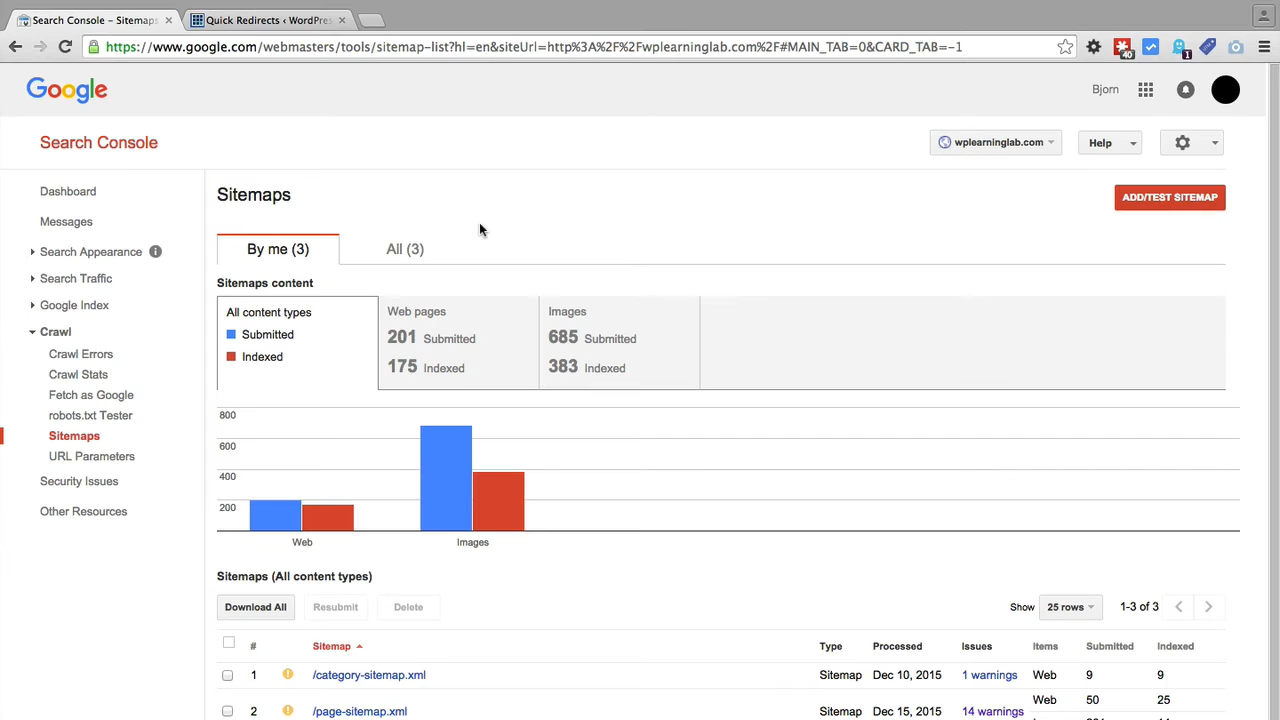 Search Console – Sitemaps
Quick Redirects ‹ WordPres
https://www.google.com/webmasters/tools/sitemap-list?hl=en&siteUrl=http%3A%2F%2Fwplearninglab.com%2F#MAIN_TAB=0&CARD_TAB=-1
40
1
Google
Bjorn
Search Console
wplearninglab.com
Help
Dashboard
Messages
Search Appearance
Search Traffic
Google Index
Crawl
Crawl Errors
Crawl Stats
Fetch as Google
robots.txt Tester
Sitemaps
URL Parameters
Security Issues
Other Resources
Sitemaps
ADD/TEST SITEMAP
By me (3)
All (3)
Sitemaps content
All content types
Submitted
Indexed
Web pages
201 Submitted
175 Indexed
Images
685 Submitted
383 Indexed
800
600
400
200
Web
Images
Sitemaps (All content types)
Download All
Resubmit
Delete
Show
25 rows
1-3 of 3
# Sitemap Type Processed Issues Items Submitted Indexed
1 /category-sitemap.xml Sitemap Dec 10, 2015 1 warnings Web 9 9
Web 50 25
2 /page-sitemap.xml Sitemap Dec 15, 2015 14 warnings